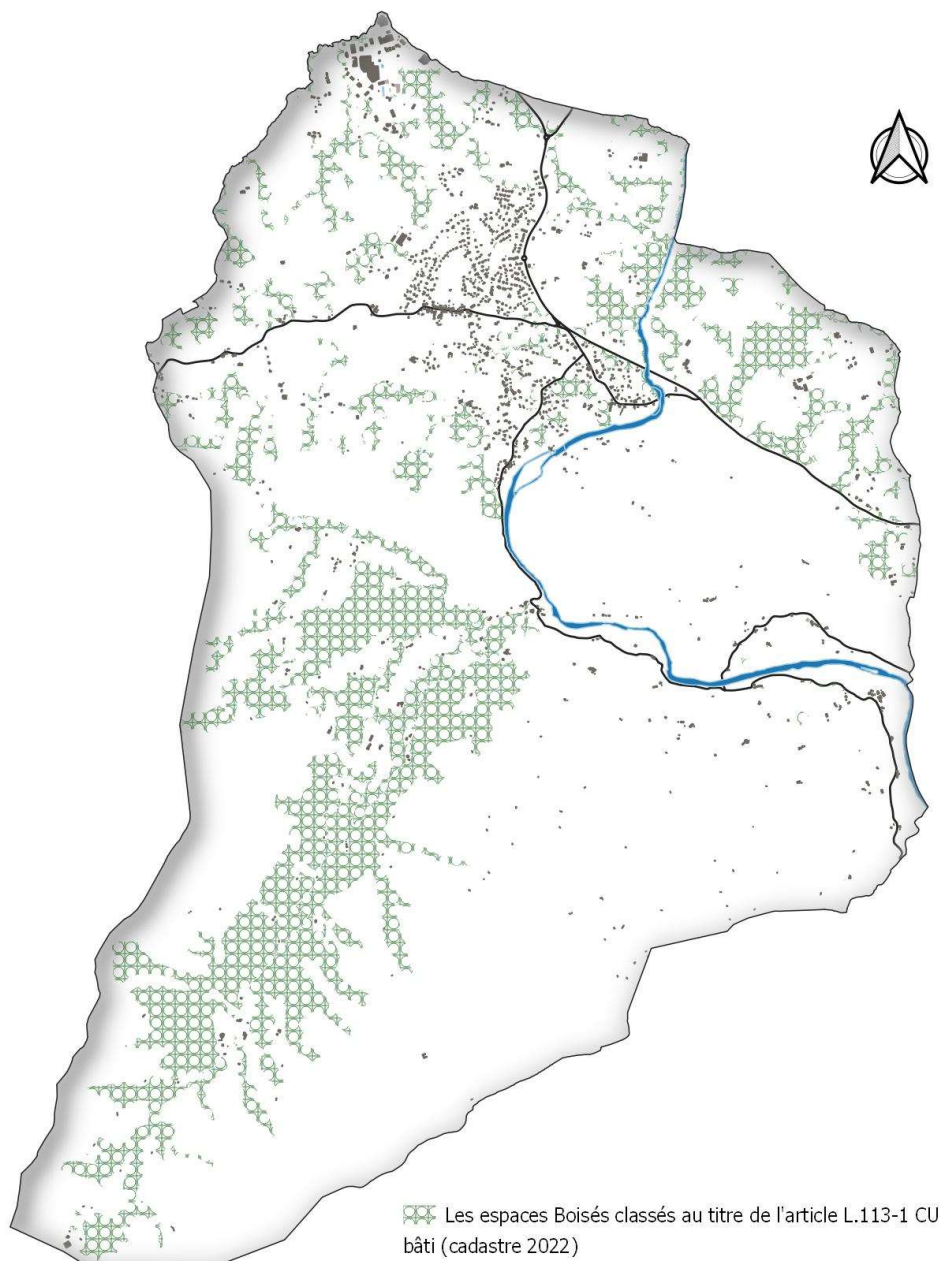 Les espaces Boisés classés au titre de l'article L.113-1 CU
bâti (cadastre 2022)